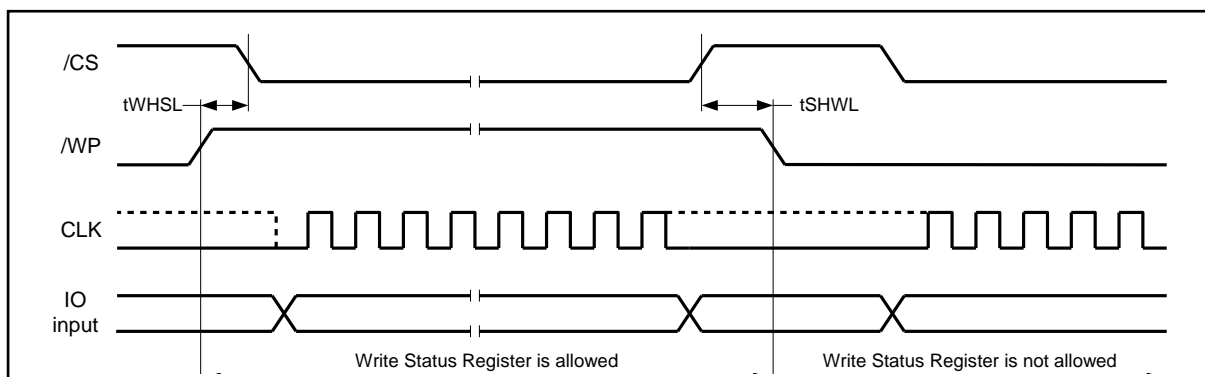 /CS
tWHSL
tSHWL
/WP
CLK
IO
input
Write Status Register is allowed
Write Status Register is not allowed